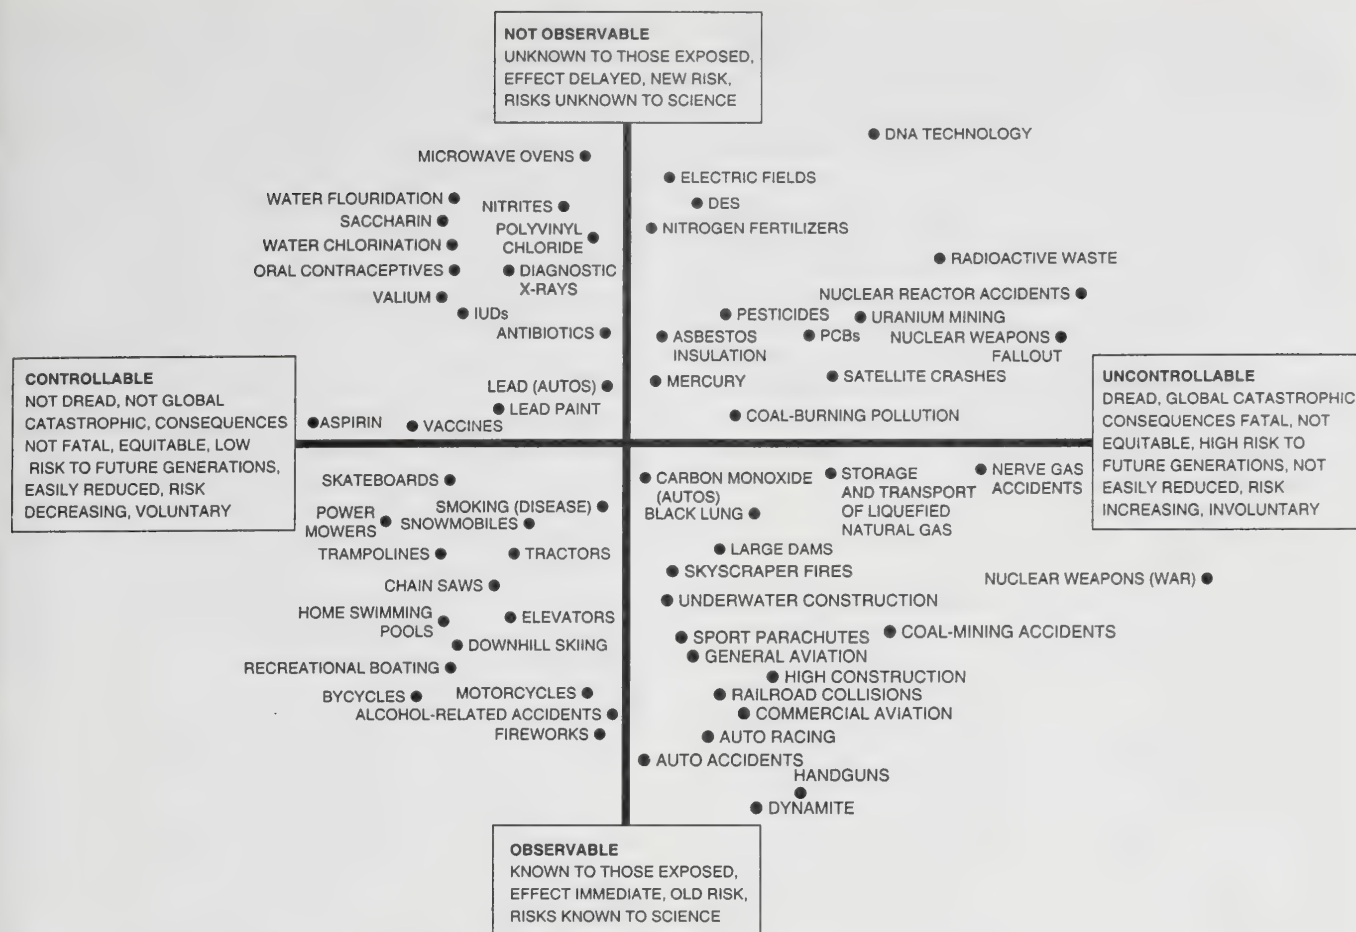 NOT OBSERVABLE
UNKNOWN TO THOSE EXPOSED,
EFFECT DELAYED, NEW RISK,
RISKS UNKNOWN TO SCIENCE
DNA TECHNOLOGY
MICROWAVE OVENS
ELECTRIC FIELDS
WATER FLOURIDATION
NITRITES
DES
SACCHARIN
POLYVINYL
CHLORIDE
NITROGEN FERTILIZERS
WATER CHLORINATION
RADIOACTIVE WASTE
ORAL CONTRACEPTIVES
DIAGNOSTIC
X-RAYS
VALIUM
NUCLEAR REACTOR ACCIDENTS
IUDs
PESTICIDES
URANIUM MINING
ANTIBIOTICS
ASBESTOS
INSULATION
PCBs
NUCLEAR WEAPONS
FALLOUT
CONTROLLABLE
NOT DREAD, NOT GLOBAL
CATASTROPHIC, CONSEQUENCES
NOT FATAL, EQUITABLE, LOW
RISK TO FUTURE GENERATIONS,
EASILY REDUCED, RISK
DECREASING, VOLUNTARY
LEAD (AUTOS)
MERCURY
SATELLITE CRASHES
LEAD PAINT
COAL-BURNING POLLUTION
ASPIRIN
VACCINES
UNCONTROLLABLE
DREAD, GLOBAL CATASTROPHIC
CONSEQUENCES FATAL, NOT
EQUITABLE, HIGH RISK TO
FUTURE GENERATIONS, NOT
EASILY REDUCED, RISK
INCREASING, INVOLUNTARY
SKATEBOARDS
CARBON MONOXIDE
(AUTOS)
STORAGE
AND TRANSPORT
OF LIQUEFIED
NATURAL GAS
NERVE GAS
ACCIDENTS
SMOKING (DISEASE)
POWER
MOWERS
SNOWMOBILES
BLACK LUNG
TRAMPOLINES
TRACTORS
LARGE DAMS
CHAIN SAWS
SKYSCRAPER FIRES
NUCLEAR WEAPONS (WAR)
HOME SWIMMING
POOLS
ELEVATORS
UNDERWATER CONSTRUCTION
DOWNHILL SKIING
SPORT PARACHUTES
COAL-MINING ACCIDENTS
RECREATIONAL BOATING
GENERAL AVIATION
HIGH CONSTRUCTION
BYCYCLES
MOTORCYCLES
RAILROAD COLLISIONS
ALCOHOL-RELATED ACCIDENTS
COMMERCIAL AVIATION
FIREWORKS
AUTO RACING
AUTO ACCIDENTS
HANDGUNS
DYNAMITE
OBSERVABLE
KNOWN TO THOSE EXPOSED,
EFFECT IMMEDIATE, OLD RISK,
RISKS KNOWN TO SCIENCE